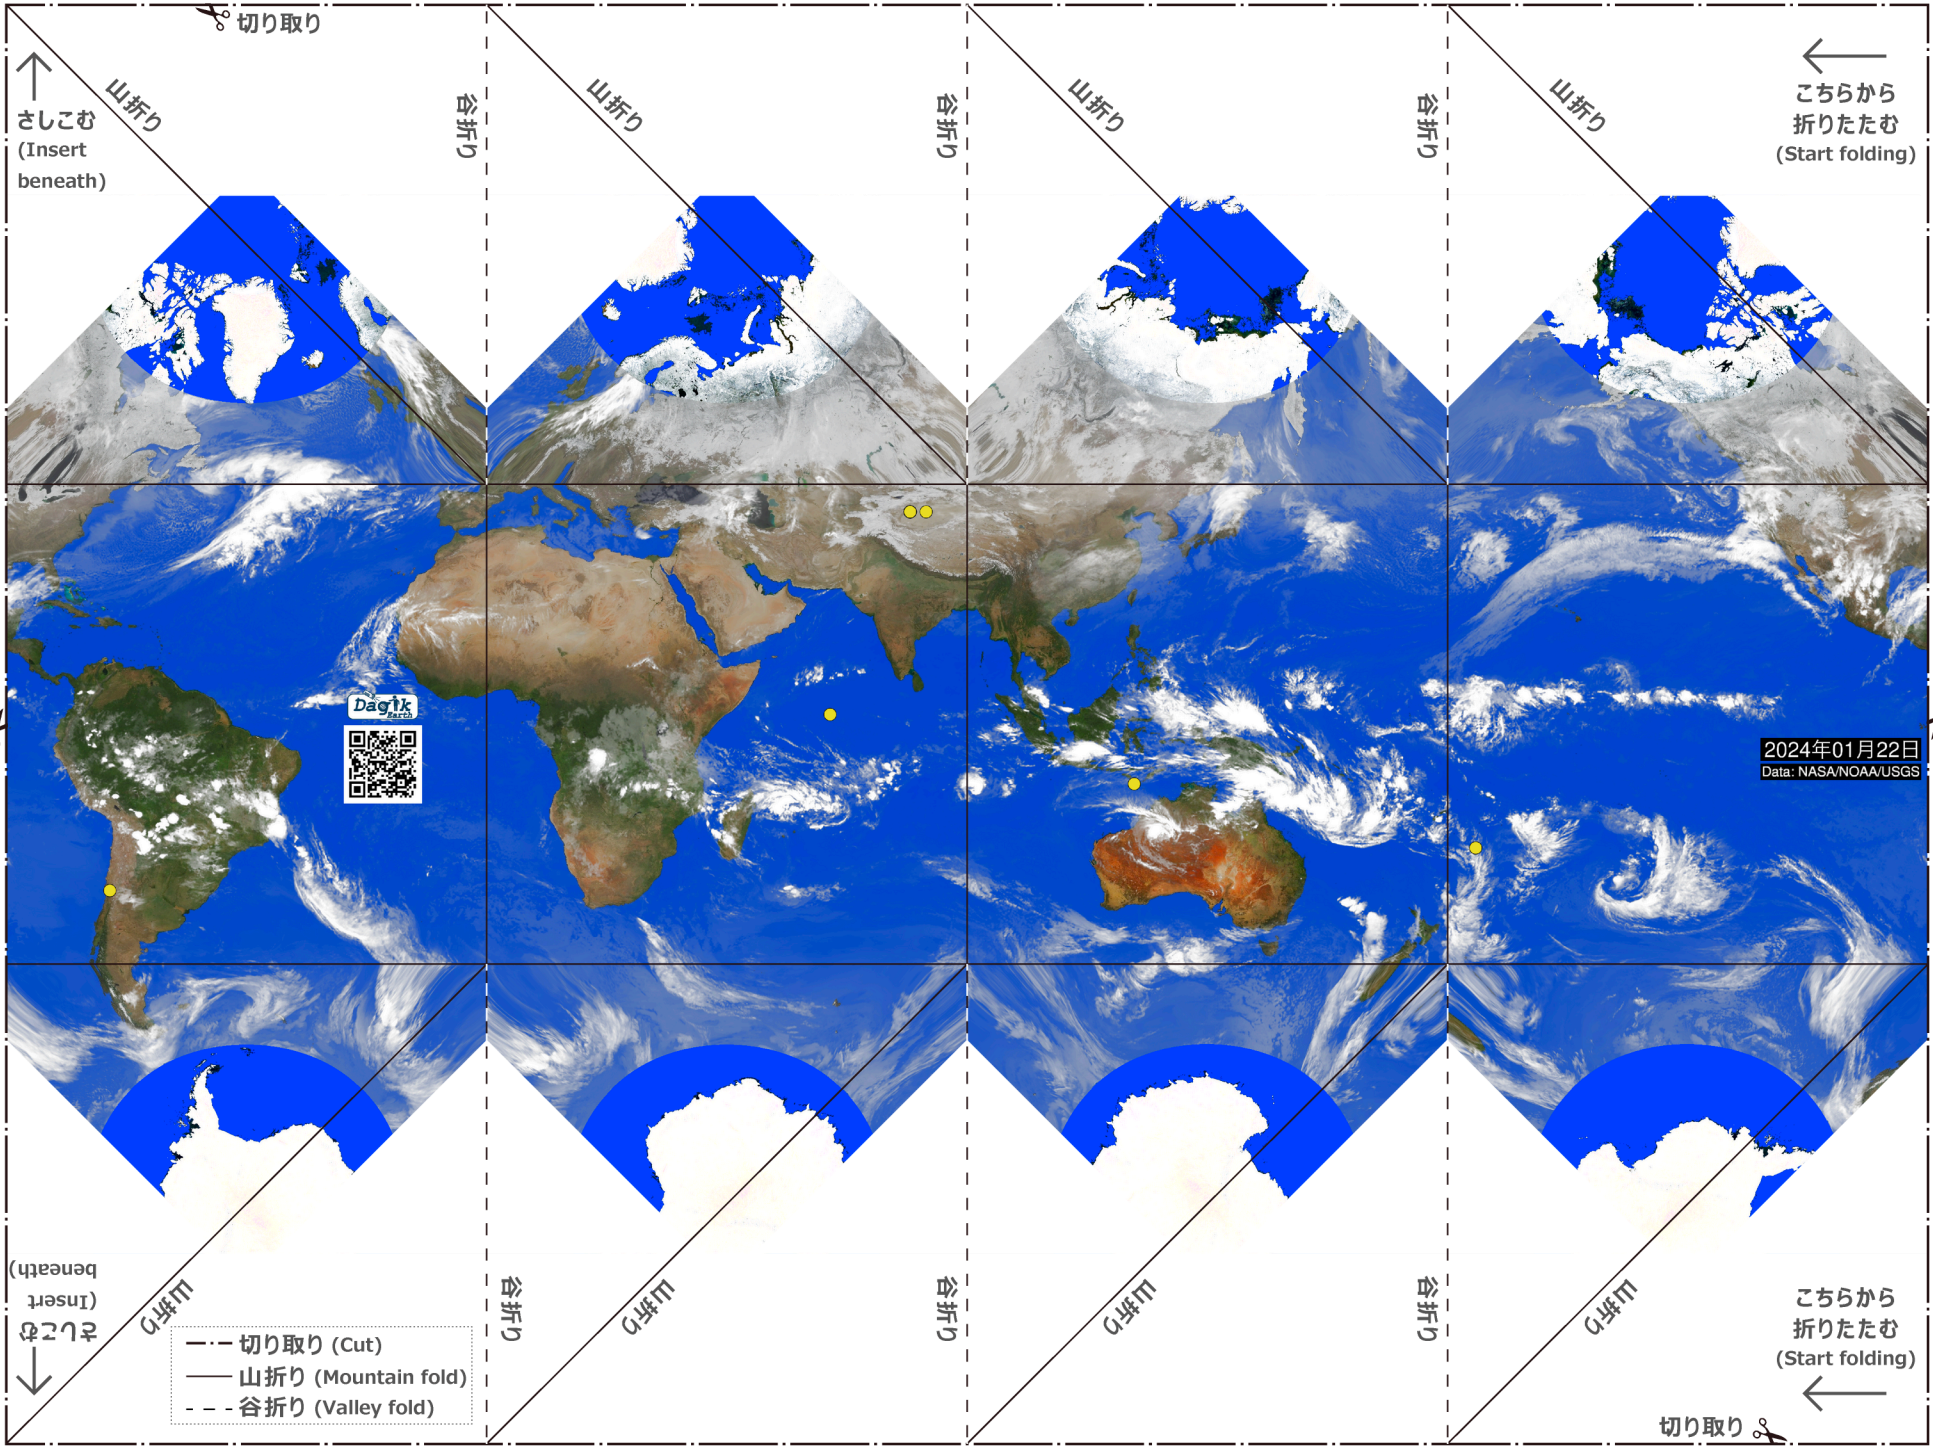 切り取り
山折り
谷折り
山折り
谷折り
山折り
谷折り
山折り
さしこむ
(Insert
beneath)
こちらから
折りたたむ
(Start folding)
Dagik
Earth
2024年01月22日
Data: NASA/NOAA/USGS
さしこむ
(Insert
beneath)
山折り
谷折り
山折り
谷折り
山折り
谷折り
山折り
こちらから
折りたたむ
(Start folding)
切り取り (Cut)
山折り (Mountain fold)
谷折り (Valley fold)
切り取り